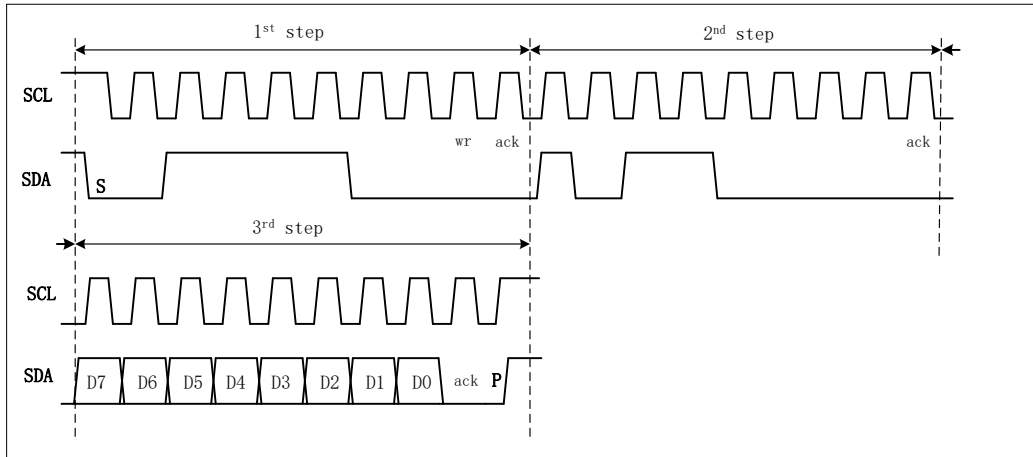 1st step 2nd step
SCL
wr ack ack
SDA S
3rd step
SCL
SDA D7 D6 D5 D4 D3 D2 D1 D0 ack P